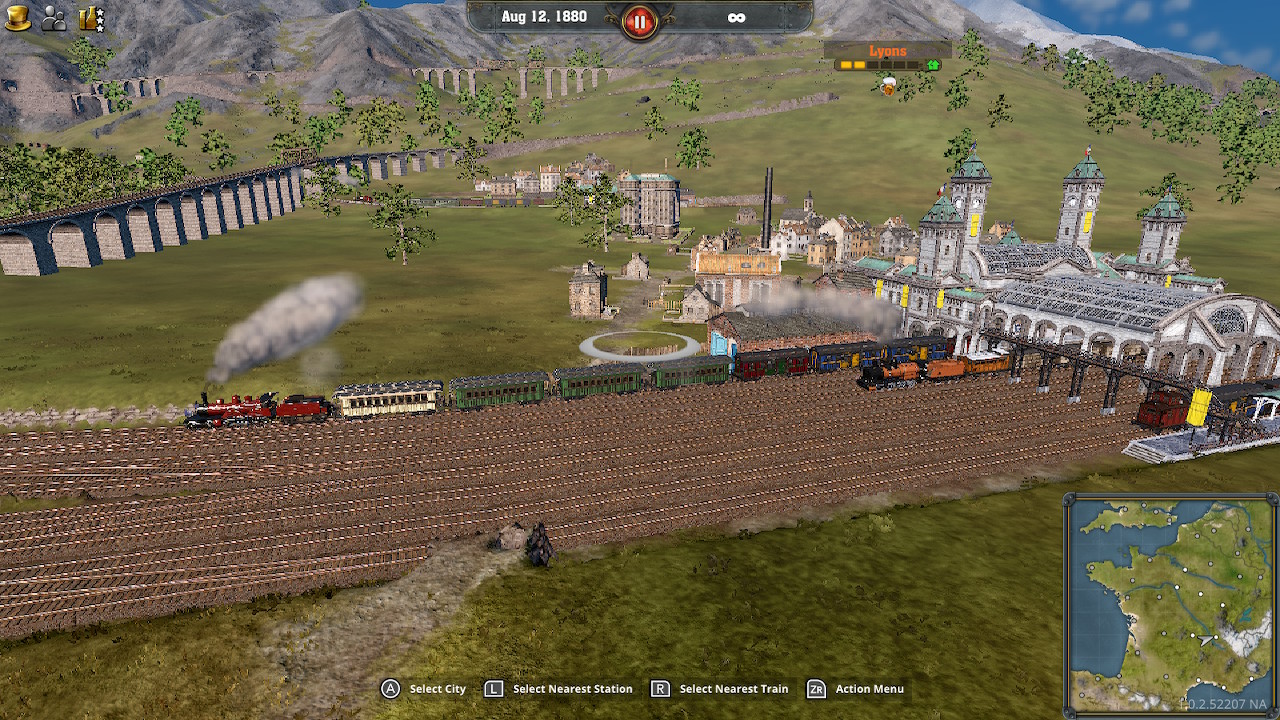 Aug 12, 1880
Lyons
A Select City
L Select Nearest Station
R Select Nearest Train
ZR Action Menu
1.0.2.52207 NA